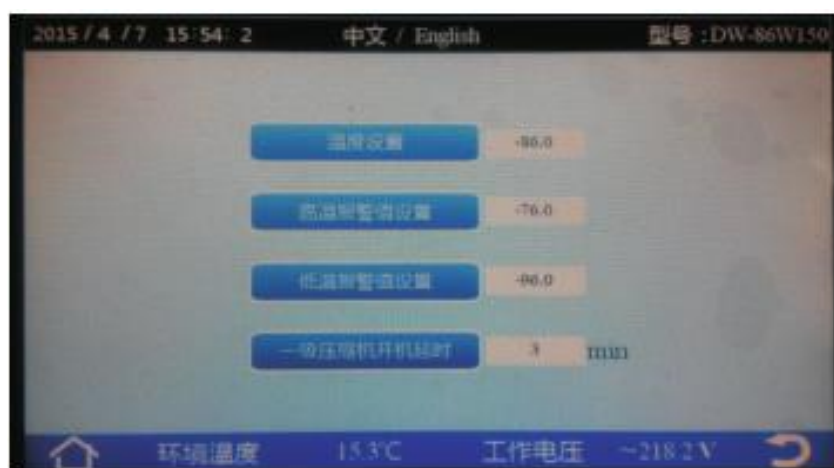 2015 / 4 / 7 15:54: 2 中文 / English 型号 :DW-86W150
温度设置 -86.0
高温报警值设置 -76.0
低温报警值设置 -96.0
一级压缩机开机延时 3 min
环境温度 15.3℃ 工作电压 ~218.2 V